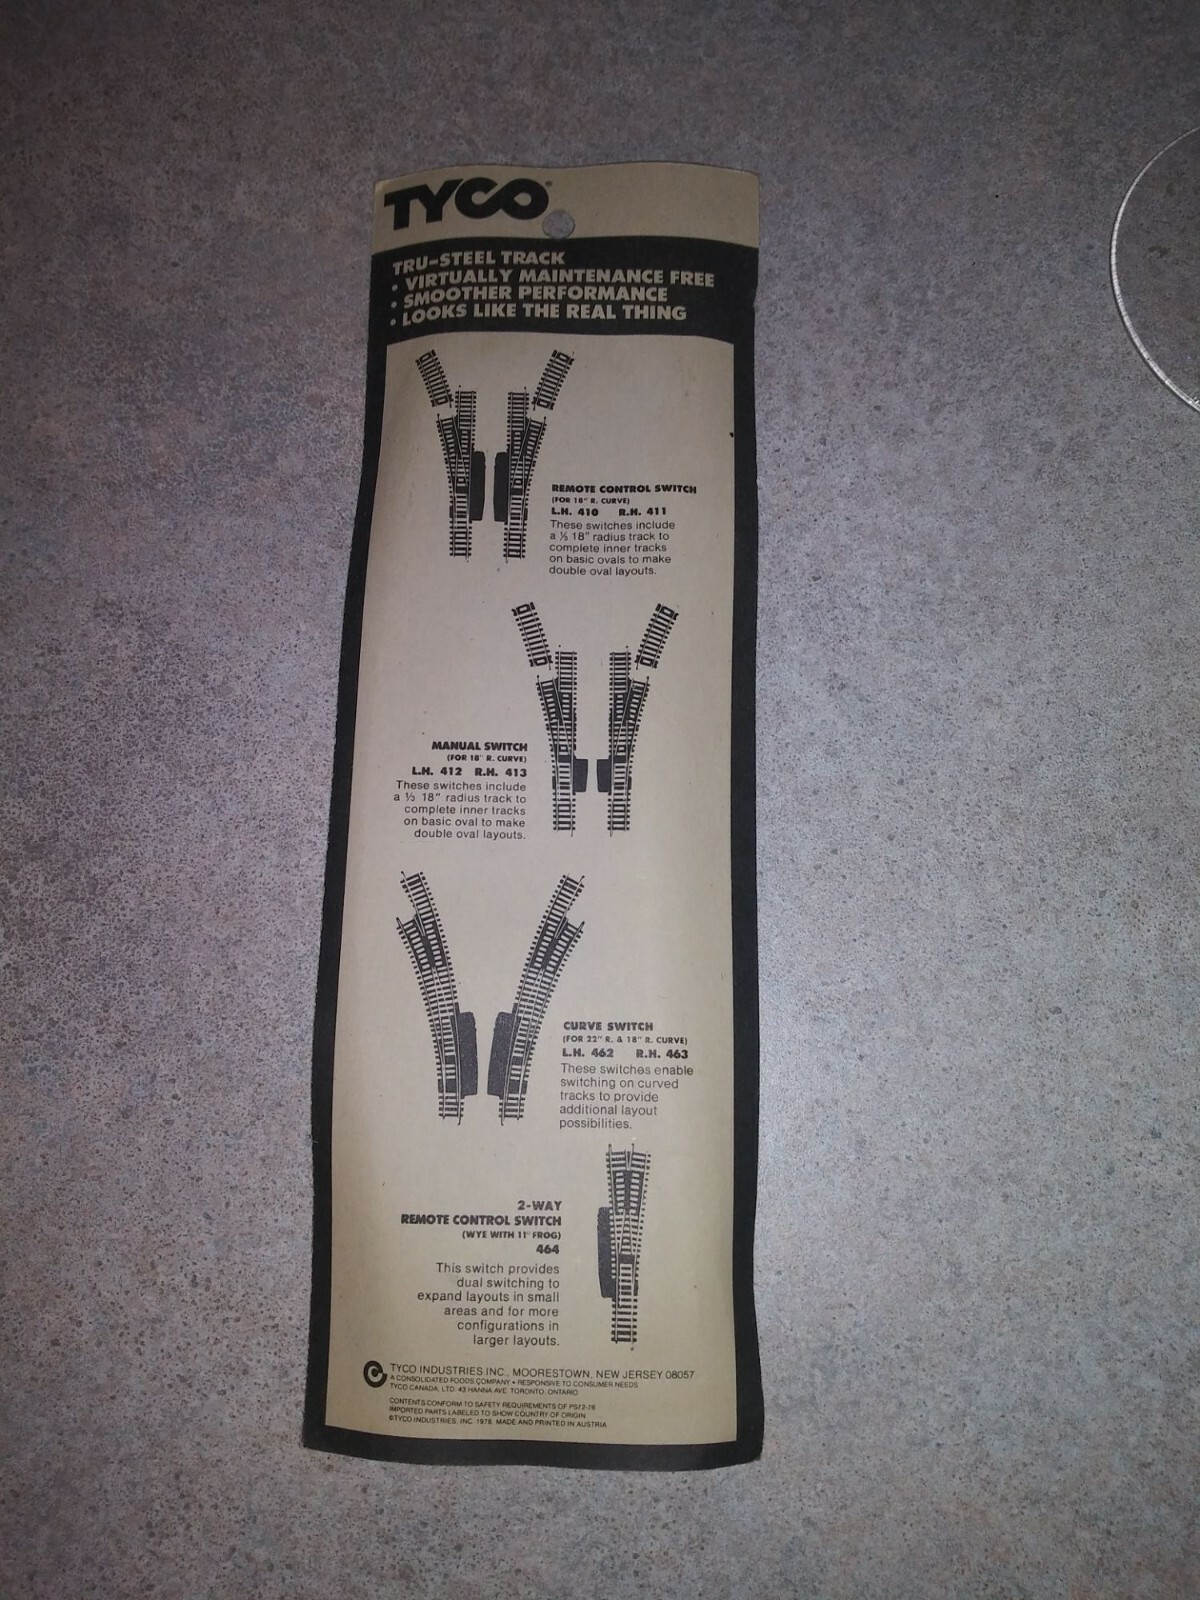 TYCO
TRU-STEEL TRACK
• VIRTUALLY MAINTENANCE FREE
• SMOOTHER PERFORMANCE
• LOOKS LIKE THE REAL THING
REMOTE CONTROL SWITCH
(FOR 18" R. CURVE)
L.H. 410 R.H. 411
These switches include
a ⅓ 18" radius track to
complete inner tracks
on basic ovals to make
double oval layouts.
MANUAL SWITCH
(FOR 18" R. CURVE)
L.H. 412 R.H. 413
These switches include
a ⅓ 18" radius track to
complete inner tracks
on basic oval to make
double oval layouts.
CURVE SWITCH
(FOR 22" R. & 18" R. CURVE)
L.H. 462 R.H. 463
These switches enable
switching on curved
tracks to provide
additional layout
possibilities.
2-WAY
REMOTE CONTROL SWITCH
(WYE WITH 11° FROG)
464
This switch provides
dual switching to
expand layouts in small
areas and for more
configurations in
larger layouts.
TYCO INDUSTRIES INC., MOORESTOWN, NEW JERSEY 08057
A CONSOLIDATED FOODS COMPANY • RESPONSIVE TO CONSUMER NEEDS
TYCO CANADA, LTD. 43 HANNA AVE. TORONTO, ONTARIO
CONTENTS CONFORM TO SAFETY REQUIREMENTS OF PS72-76
IMPORTED PARTS LABELED TO SHOW COUNTRY OF ORIGIN
©TYCO INDUSTRIES, INC. 1978 MADE AND PRINTED IN AUSTRIA